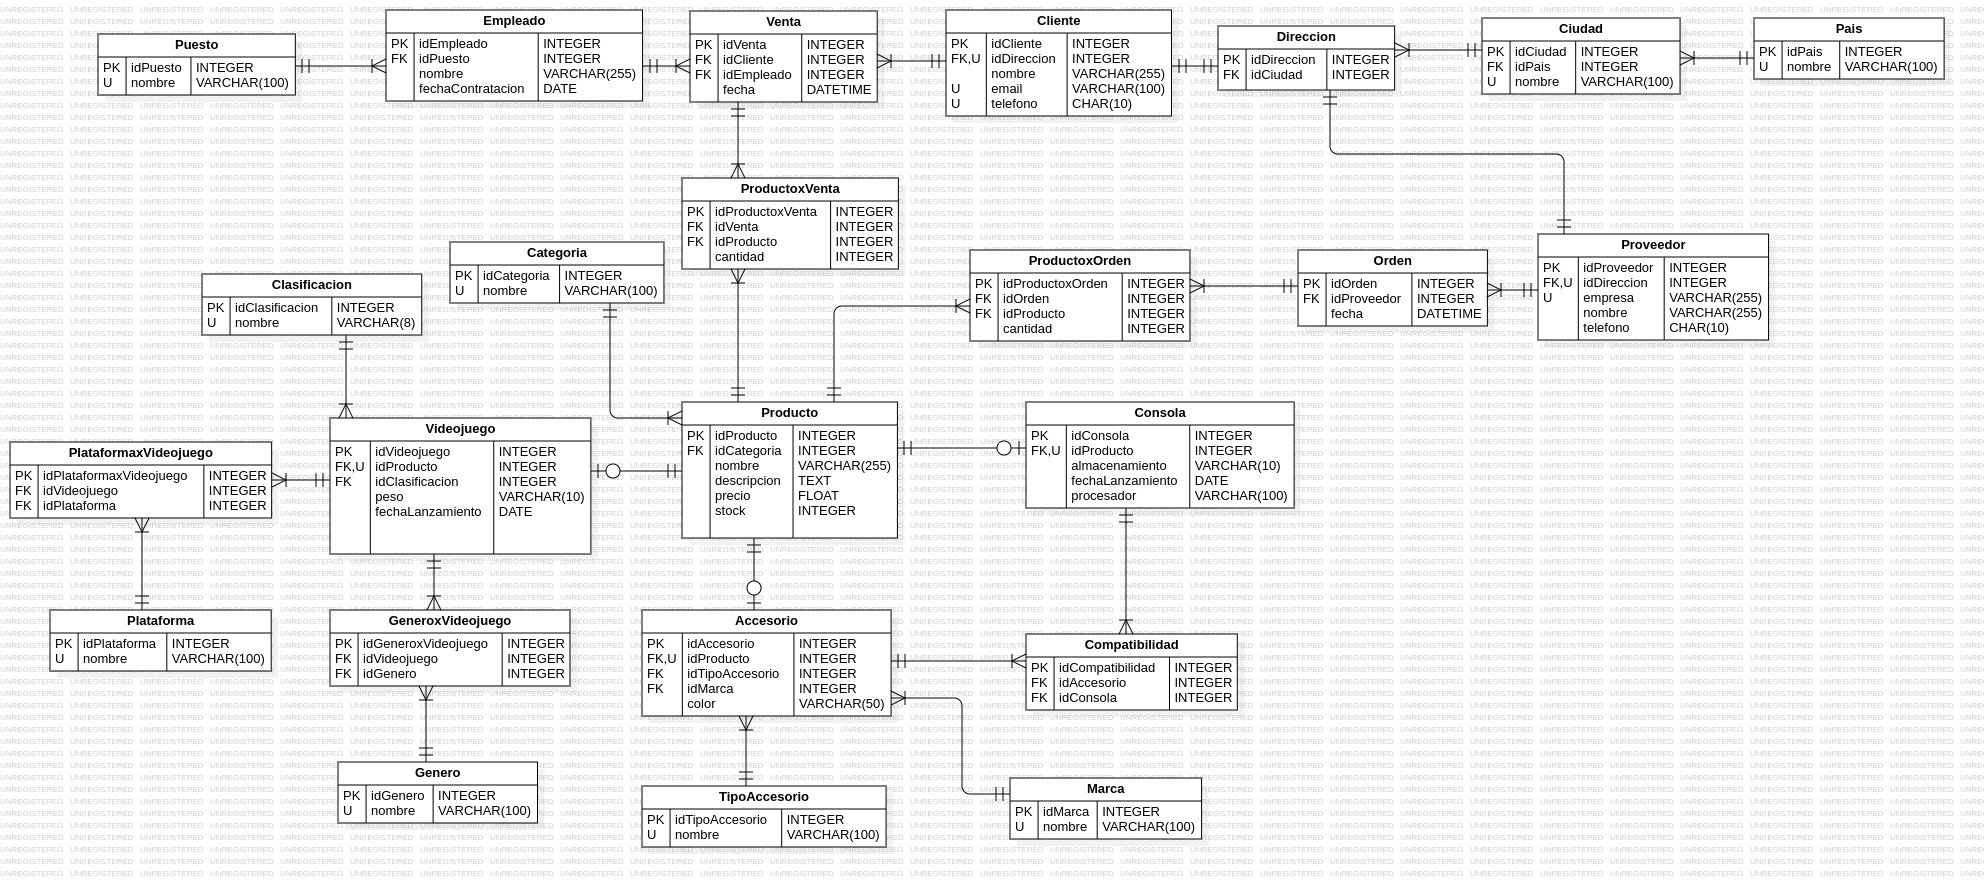 Puesto
PK idPuesto INTEGER
U nombre VARCHAR(100)
Empleado
PK idEmpleado INTEGER
FK idPuesto INTEGER
nombre VARCHAR(255)
fechaContratacion DATE
Venta
PK idVenta INTEGER
FK idCliente INTEGER
FK idEmpleado INTEGER
fecha DATETIME
Cliente
PK idCliente INTEGER
FK,U idDireccion INTEGER
nombre VARCHAR(255)
U email VARCHAR(100)
U telefono CHAR(10)
Direccion
PK idDireccion INTEGER
FK idCiudad INTEGER
Ciudad
PK idCiudad INTEGER
FK idPais INTEGER
U nombre VARCHAR(100)
Pais
PK idPais INTEGER
U nombre VARCHAR(100)
ProductoxVenta
PK idProductoxVenta INTEGER
FK idVenta INTEGER
FK idProducto INTEGER
cantidad INTEGER
Categoria
PK idCategoria INTEGER
U nombre VARCHAR(100)
Clasificacion
PK idClasificacion INTEGER
U nombre VARCHAR(8)
ProductoxOrden
PK idProductoxOrden INTEGER
FK idOrden INTEGER
FK idProducto INTEGER
cantidad INTEGER
Orden
PK idOrden INTEGER
FK idProveedor INTEGER
fecha DATETIME
Proveedor
PK idProveedor INTEGER
FK,U idDireccion INTEGER
U empresa VARCHAR(255)
nombre VARCHAR(255)
telefono CHAR(10)
PlataformaxVideojuego
PK idPlataformaxVideojuego INTEGER
FK idVideojuego INTEGER
FK idPlataforma INTEGER
Videojuego
PK idVideojuego INTEGER
FK,U idProducto INTEGER
FK idClasificacion INTEGER
peso VARCHAR(10)
fechaLanzamiento DATE
Producto
PK idProducto INTEGER
FK idCategoria INTEGER
nombre VARCHAR(255)
descripcion TEXT
precio FLOAT
stock INTEGER
Consola
PK idConsola INTEGER
FK,U idProducto INTEGER
almacenamiento VARCHAR(10)
fechaLanzamiento DATE
procesador VARCHAR(100)
Plataforma
PK idPlataforma INTEGER
U nombre VARCHAR(100)
GeneroxVideojuego
PK idGeneroxVideojuego INTEGER
FK idVideojuego INTEGER
FK idGenero INTEGER
Accesorio
PK idAccesorio INTEGER
FK,U idProducto INTEGER
FK idTipoAccesorio INTEGER
FK idMarca INTEGER
color VARCHAR(50)
Compatibilidad
PK idCompatibilidad INTEGER
FK idAccesorio INTEGER
FK idConsola INTEGER
Genero
PK idGenero INTEGER
U nombre VARCHAR(100)
TipoAccesorio
PK idTipoAccesorio INTEGER
U nombre VARCHAR(100)
Marca
PK idMarca INTEGER
U nombre VARCHAR(100)
UNREGISTERED